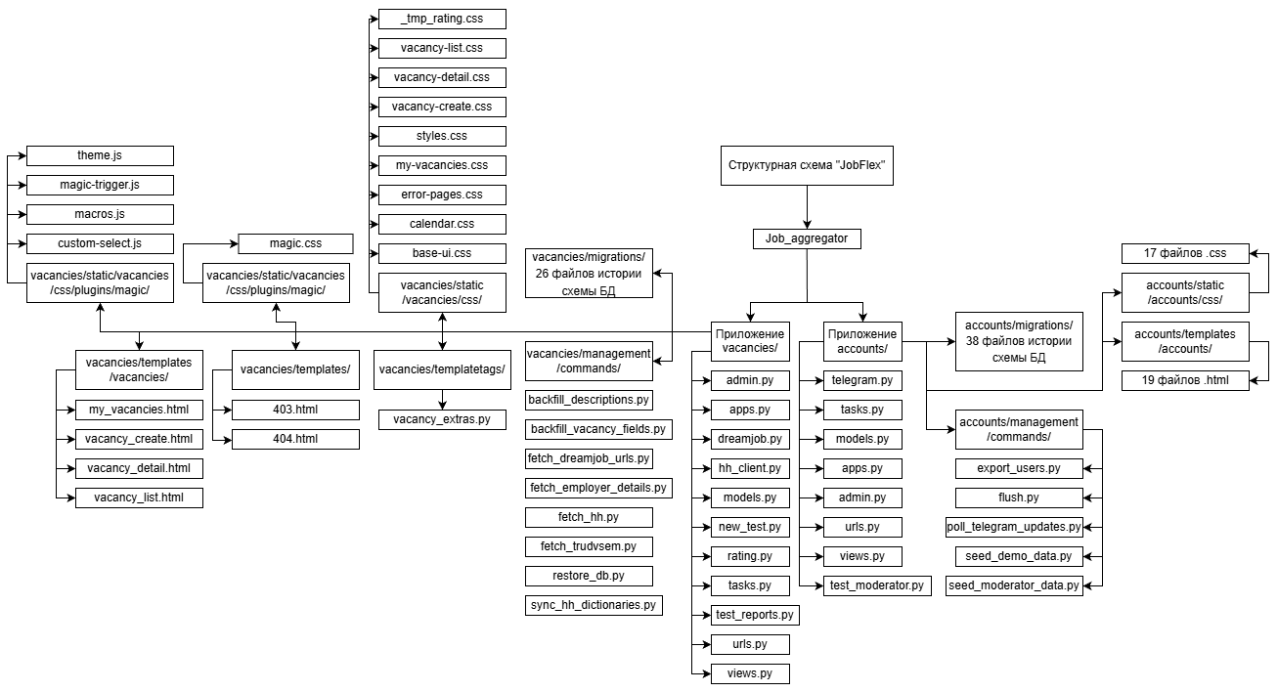 _tmp_rating.css
vacancy-list.css
vacancy-detail.css
vacancy-create.css
styles.css
my-vacancies.css
error-pages.css
calendar.css
base-ui.css
vacancies/static
/vacancies/css/
theme.js
magic-trigger.js
macros.js
custom-select.js
vacancies/static/vacancies
/css/plugins/magic/
magic.css
vacancies/static/vacancies
/css/plugins/magic/
Структурная схема "JobFlex"
Job_aggregator
vacancies/migrations/
26 файлов истории
схемы БД
17 файлов .css
accounts/static
/accounts/css/
Приложение
vacancies/
Приложение
accounts/
accounts/migrations/
38 файлов истории
схемы БД
accounts/templates
/accounts/
19 файлов .html
vacancies/templates
/vacancies/
my_vacancies.html
vacancy_create.html
vacancy_detail.html
vacancy_list.html
vacancies/templates/
403.html
404.html
vacancies/templatetags/
vacancy_extras.py
vacancies/management
/commands/
backfill_descriptions.py
backfill_vacancy_fields.py
fetch_dreamjob_urls.py
fetch_employer_details.py
fetch_hh.py
fetch_trudvsem.py
restore_db.py
sync_hh_dictionaries.py
admin.py
apps.py
dreamjob.py
hh_client.py
models.py
new_test.py
rating.py
tasks.py
test_reports.py
urls.py
views.py
telegram.py
tasks.py
models.py
apps.py
admin.py
urls.py
views.py
test_moderator.py
accounts/management
/commands/
export_users.py
flush.py
poll_telegram_updates.py
seed_demo_data.py
seed_moderator_data.py